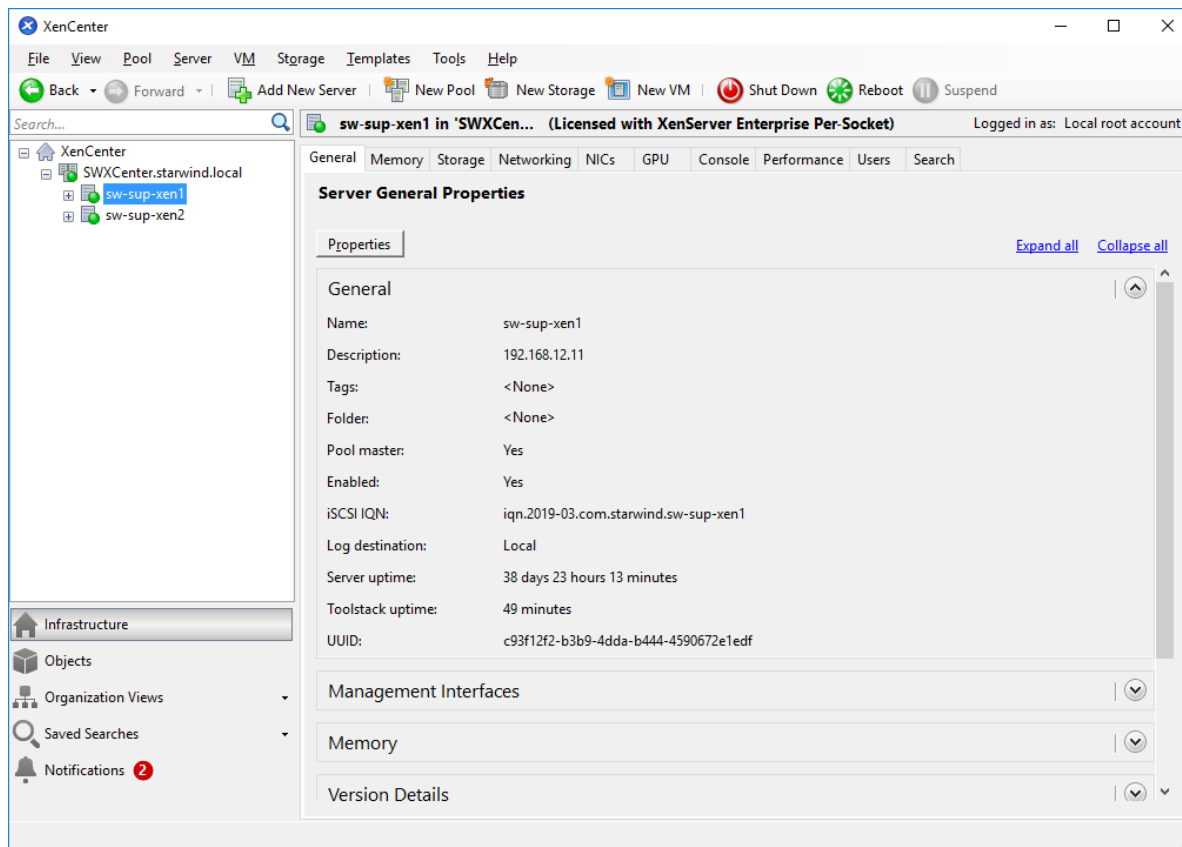 XenCenter
File View Pool Server VM Storage Templates Tools Help
Back Forward Add New Server New Pool New Storage New VM Shut Down Reboot Suspend
Search...
sw-sup-xen1 in 'SWXCen... (Licensed with XenServer Enterprise Per-Socket) Logged in as: Local root account
XenCenter
SWXCenter.starwind.local
sw-sup-xen1
sw-sup-xen2
General Memory Storage Networking NICs GPU Console Performance Users Search
Server General Properties
Properties Expand all Collapse all
General
Name: sw-sup-xen1
Description: 192.168.12.11
Tags: <None>
Folder: <None>
Pool master: Yes
Enabled: Yes
iSCSI IQN: iqn.2019-03.com.starwind.sw-sup-xen1
Log destination: Local
Server uptime: 38 days 23 hours 13 minutes
Toolstack uptime: 49 minutes
UUID: c93f12f2-b3b9-4dda-b444-4590672e1edf
Management Interfaces
Memory
Version Details
Infrastructure
Objects
Organization Views
Saved Searches
Notifications 2